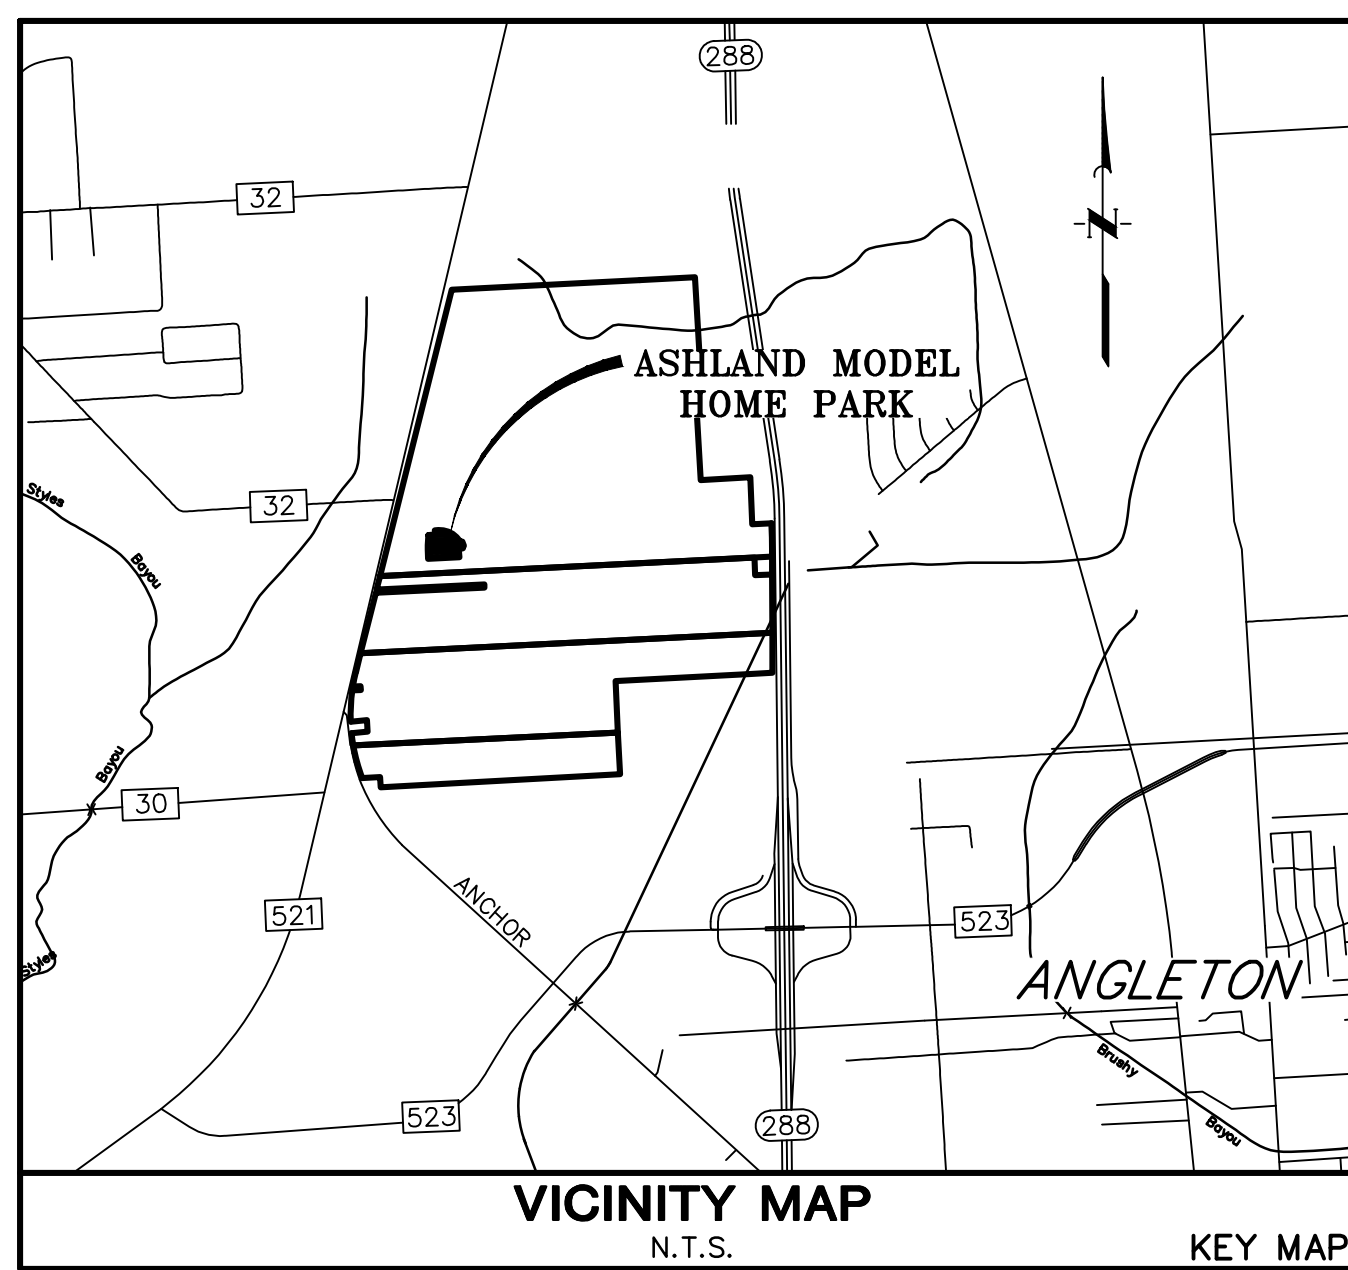 288
32
ASHLAND MODEL
HOME PARK
32
Styles
Bayou
Bayou
30
521
ANCHOR
523
Styles
ANGLETON
Brushy
523
288
Bayou
VICINITY MAP
N.T.S.
KEY MAP